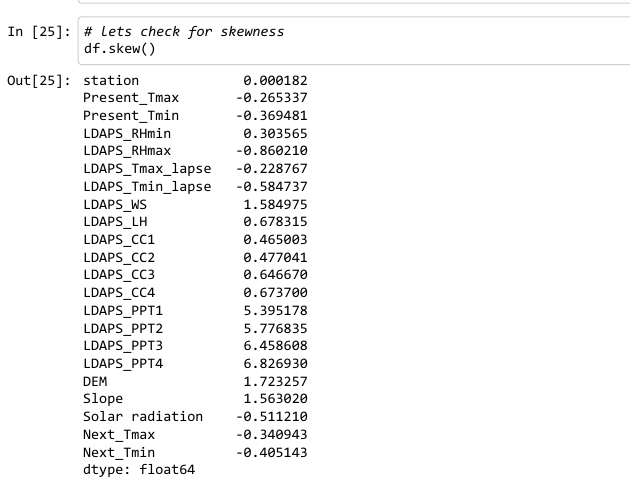 In [25]: # lets check for skewness
df.skew()
Out[25]: station 0.000182
Present_Tmax -0.265337
Present_Tmin -0.369481
LDAPS_RHmin 0.303565
LDAPS_RHmax -0.860210
LDAPS_Tmax_lapse -0.228767
LDAPS_Tmin_lapse -0.584737
LDAPS_WS 1.584975
LDAPS_LH 0.678315
LDAPS_CC1 0.465003
LDAPS_CC2 0.477041
LDAPS_CC3 0.646670
LDAPS_CC4 0.673700
LDAPS_PPT1 5.395178
LDAPS_PPT2 5.776835
LDAPS_PPT3 6.458608
LDAPS_PPT4 6.826930
DEM 1.723257
Slope 1.563020
Solar radiation -0.511210
Next_Tmax -0.340943
Next_Tmin -0.405143
dtype: float64